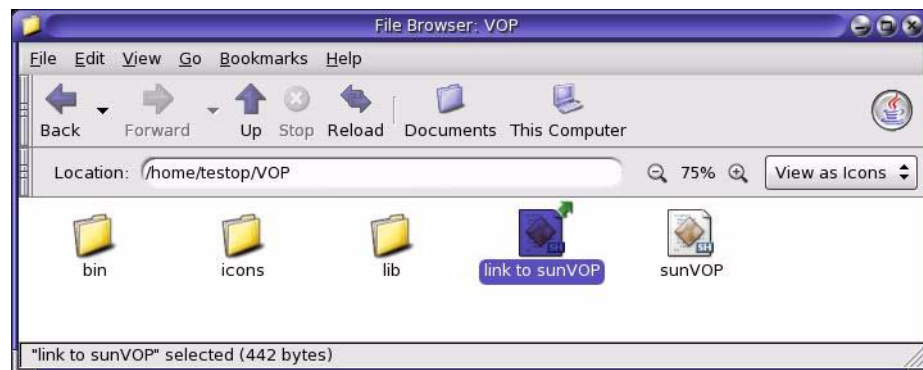 File Browser: VOP
File Edit View Go Bookmarks Help
Back Forward Up Stop Reload Documents This Computer
Location: /home/testop/VOP 75% View as Icons
SH SH
bin icons lib link to sunVOP sunVOP
"link to sunVOP" selected (442 bytes)